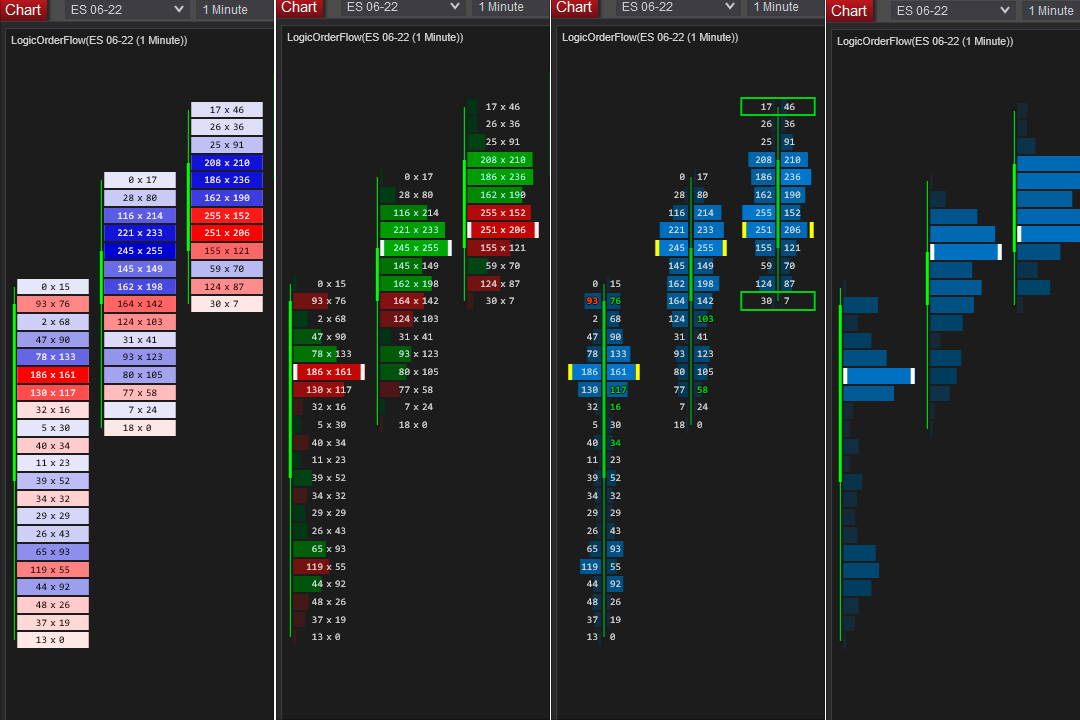 Chart ES 06-22 1 Minute
LogicOrderFlow(ES 06-22 (1 Minute))
0 x 15
93 x 76
2 x 68
47 x 90
78 x 133
186 x 161
130 x 117
32 x 16
5 x 30
40 x 34
11 x 23
39 x 52
34 x 32
29 x 29
26 x 43
65 x 93
119 x 55
44 x 92
48 x 26
37 x 19
13 x 0
0 x 17
28 x 80
116 x 214
221 x 233
245 x 255
145 x 149
162 x 198
164 x 142
124 x 103
31 x 41
93 x 123
80 x 105
77 x 58
7 x 24
18 x 0
17 x 46
26 x 36
25 x 91
208 x 210
186 x 236
162 x 190
255 x 152
251 x 206
155 x 121
59 x 70
124 x 87
30 x 7
Chart ES 06-22 1 Minute
LogicOrderFlow(ES 06-22 (1 Minute))
0 x 15
93 x 76
2 x 68
47 x 90
78 x 133
186 x 161
130 x 117
32 x 16
5 x 30
40 x 34
11 x 23
39 x 52
34 x 32
29 x 29
26 x 43
65 x 93
119 x 55
44 x 92
48 x 26
37 x 19
13 x 0
0 x 17
28 x 80
116 x 214
221 x 233
245 x 255
145 x 149
162 x 198
164 x 142
124 x 103
31 x 41
93 x 123
80 x 105
77 x 58
7 x 24
18 x 0
17 x 46
26 x 36
25 x 91
208 x 210
186 x 236
162 x 190
255 x 152
251 x 206
155 x 121
59 x 70
124 x 87
30 x 7
Chart ES 06-22 1 Minute
LogicOrderFlow(ES 06-22 (1 Minute))
0 15
93 76
2 68
47 90
78 133
186 161
130 117
32 16
5 30
40 34
11 23
39 52
34 32
29 29
26 43
65 93
119 55
44 92
48 26
37 19
13 0
0 17
28 80
116 214
221 233
245 255
145 149
162 198
164 142
124 103
31 41
93 123
80 105
77 58
7 24
18 0
17 46
26 36
25 91
208 210
186 236
162 190
255 152
251 206
155 121
59 70
124 87
30 7
Chart ES 06-22 1 Minute
LogicOrderFlow(ES 06-22 (1 Minute))